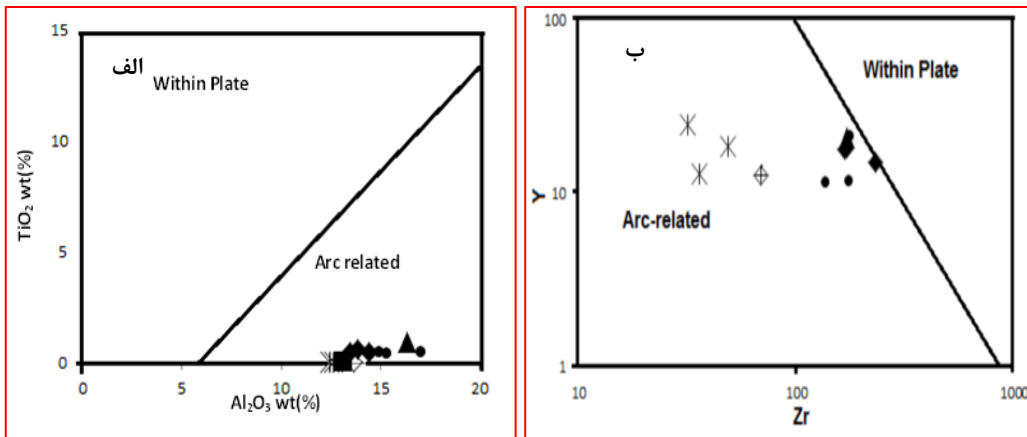 الف
Within Plate
Arc related
TiO₂ wt(%)
15
10
5
0
0
5
10
15
20
Al₂O₃ wt(%)
ب
Within Plate
Arc-related
Y
100
10
1
10
100
1000
Zr